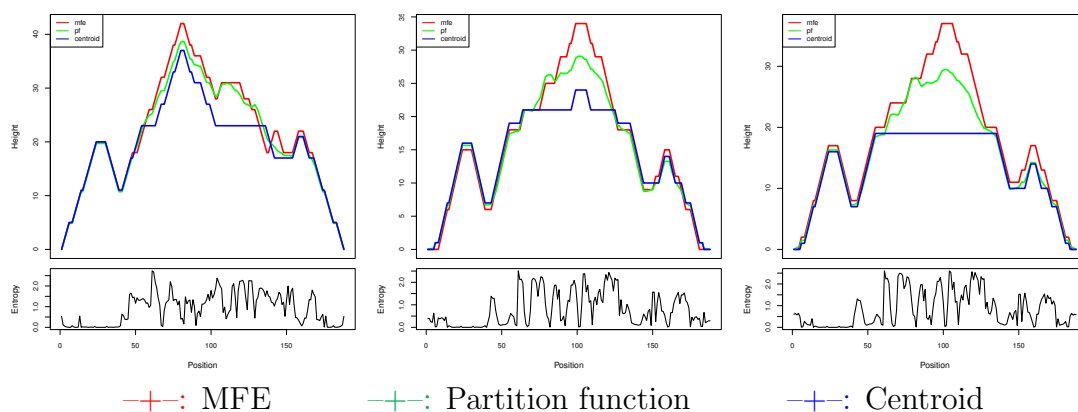 mfe
pf
centroid
Height
0 10 20 30 40
Entropy
0.0 1.0 2.0
0 50 100 150
Position
mfe
pf
centroid
Height
0 5 10 15 20 25 30 35
Entropy
0.0 1.0 2.0
0 50 100 150
Position
mfe
pf
centroid
Height
0 10 20 30
Entropy
0.0 1.0 2.0
0 50 100 150
Position
MFE Partition function Centroid